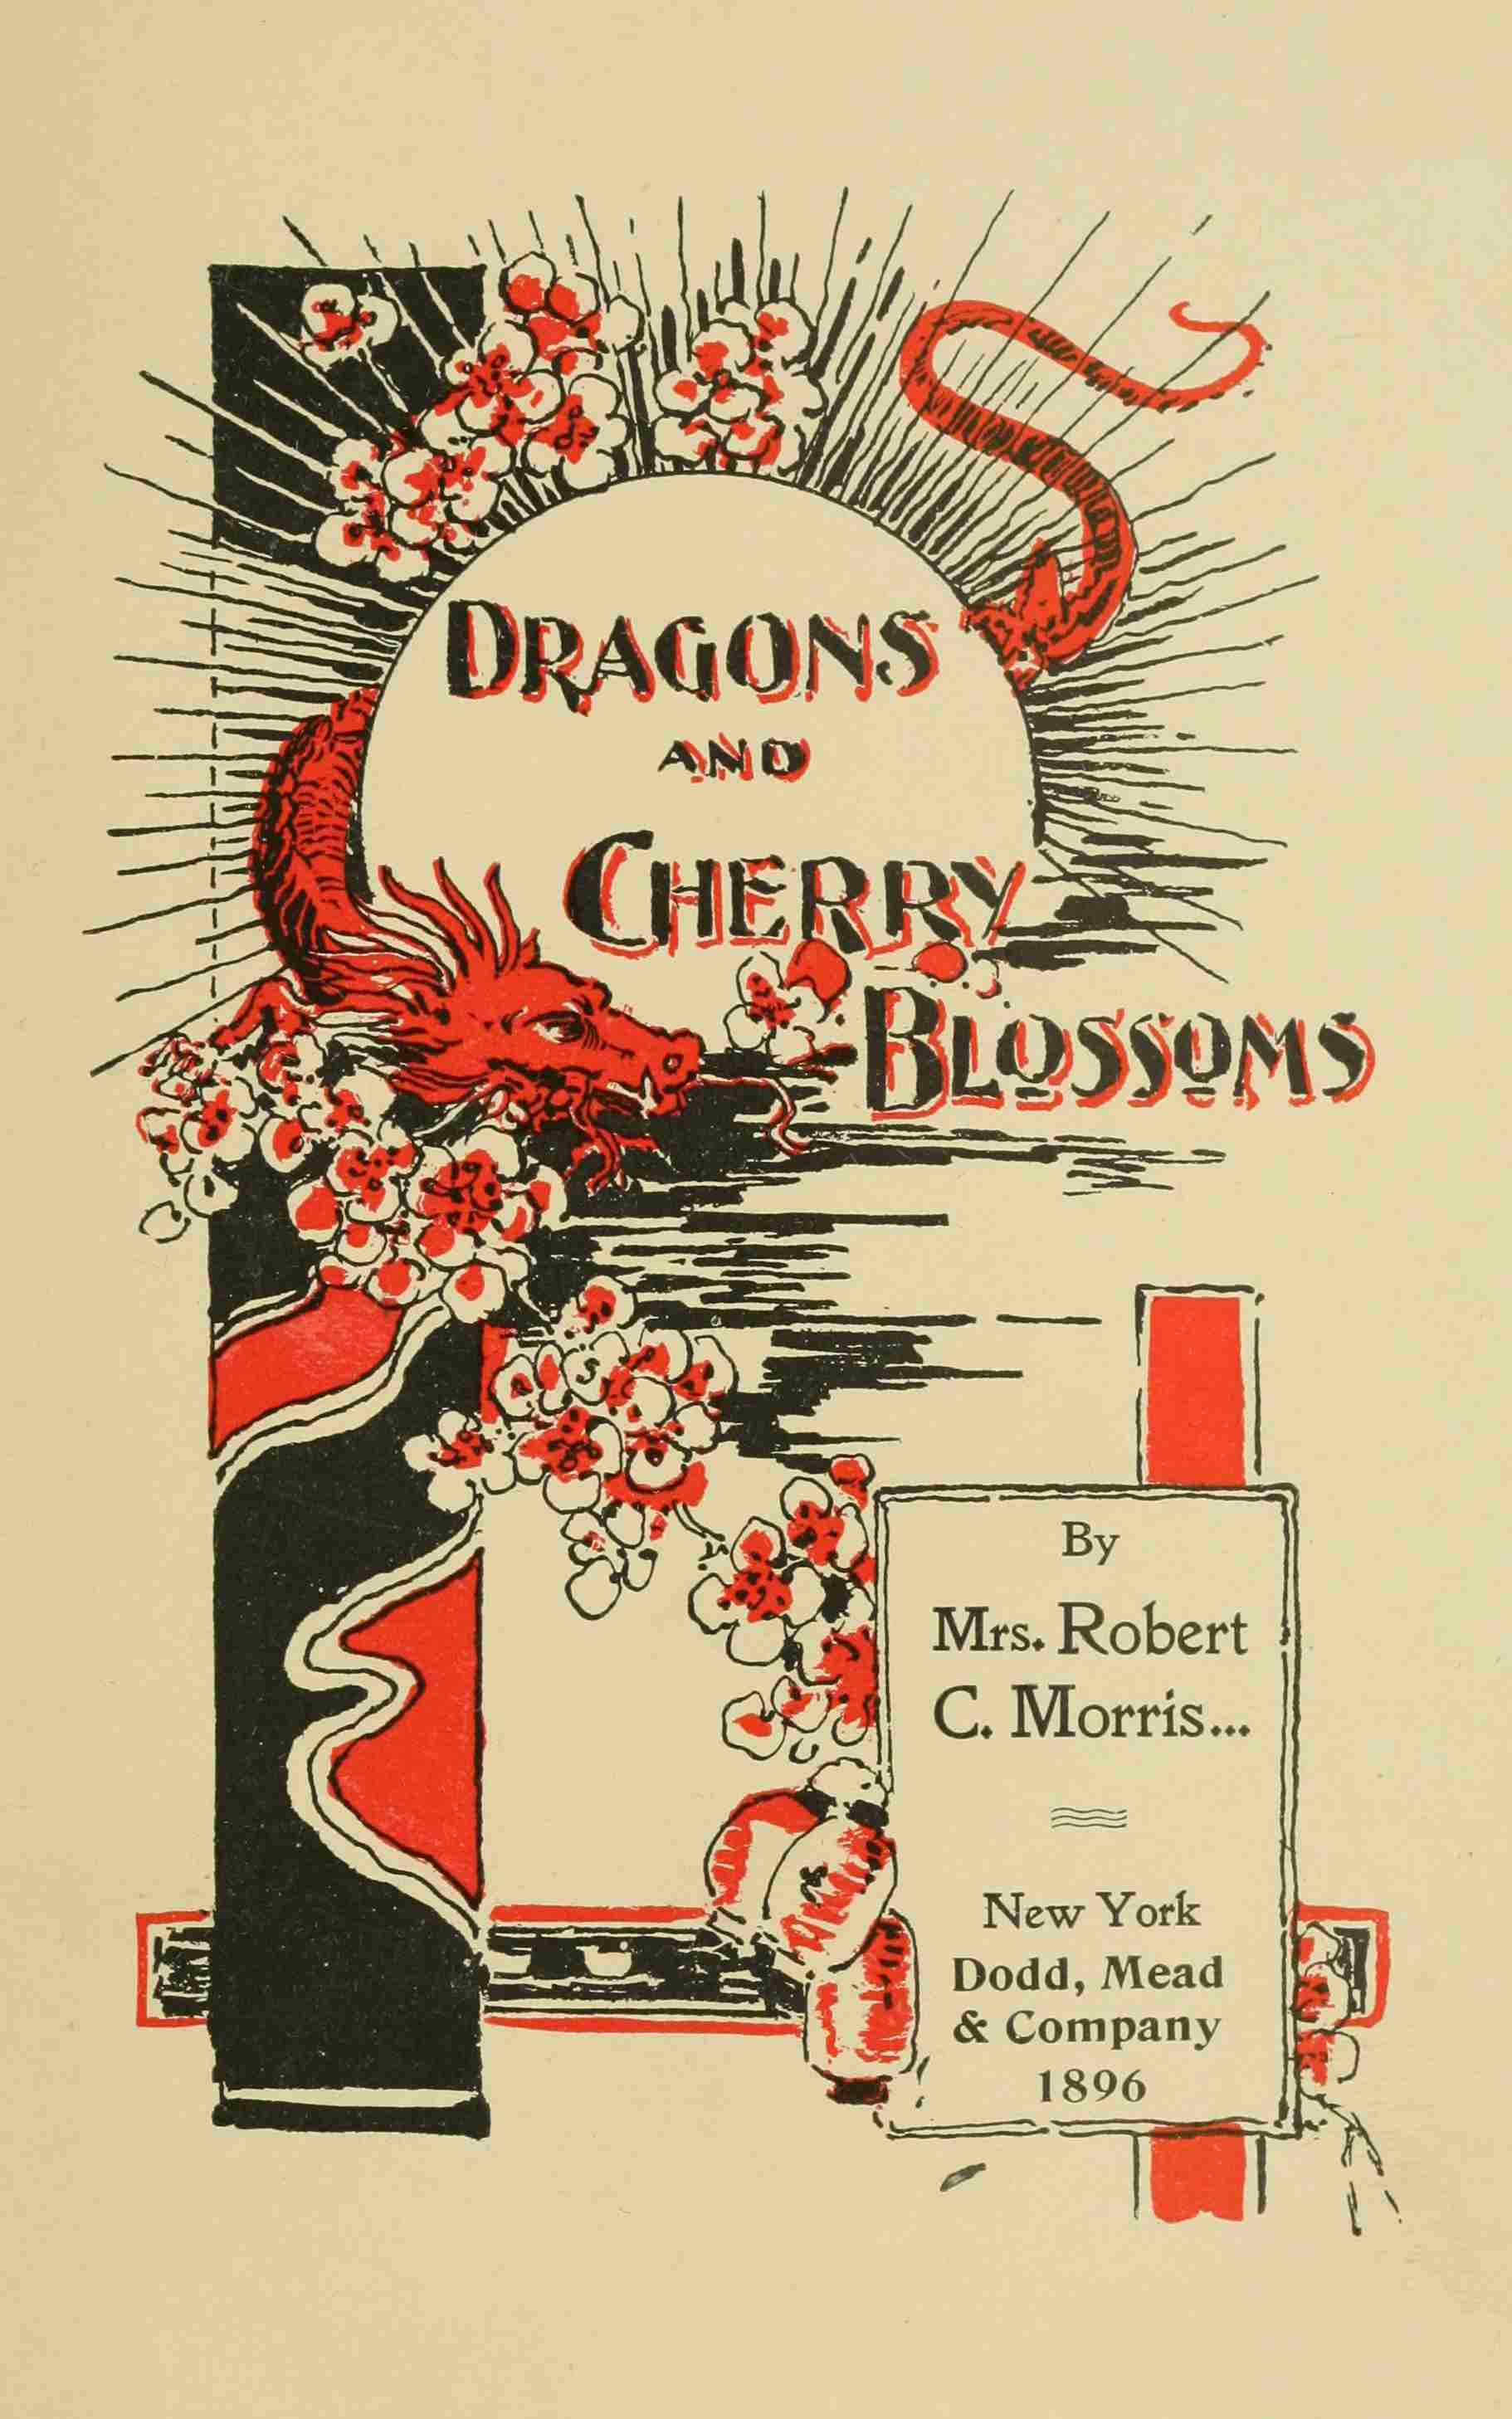 DRAGONS
AND
CHERRY
BLOSSOMS
By
Mrs. Robert
C. Morris...
New York
Dodd, Mead
& Company
1896